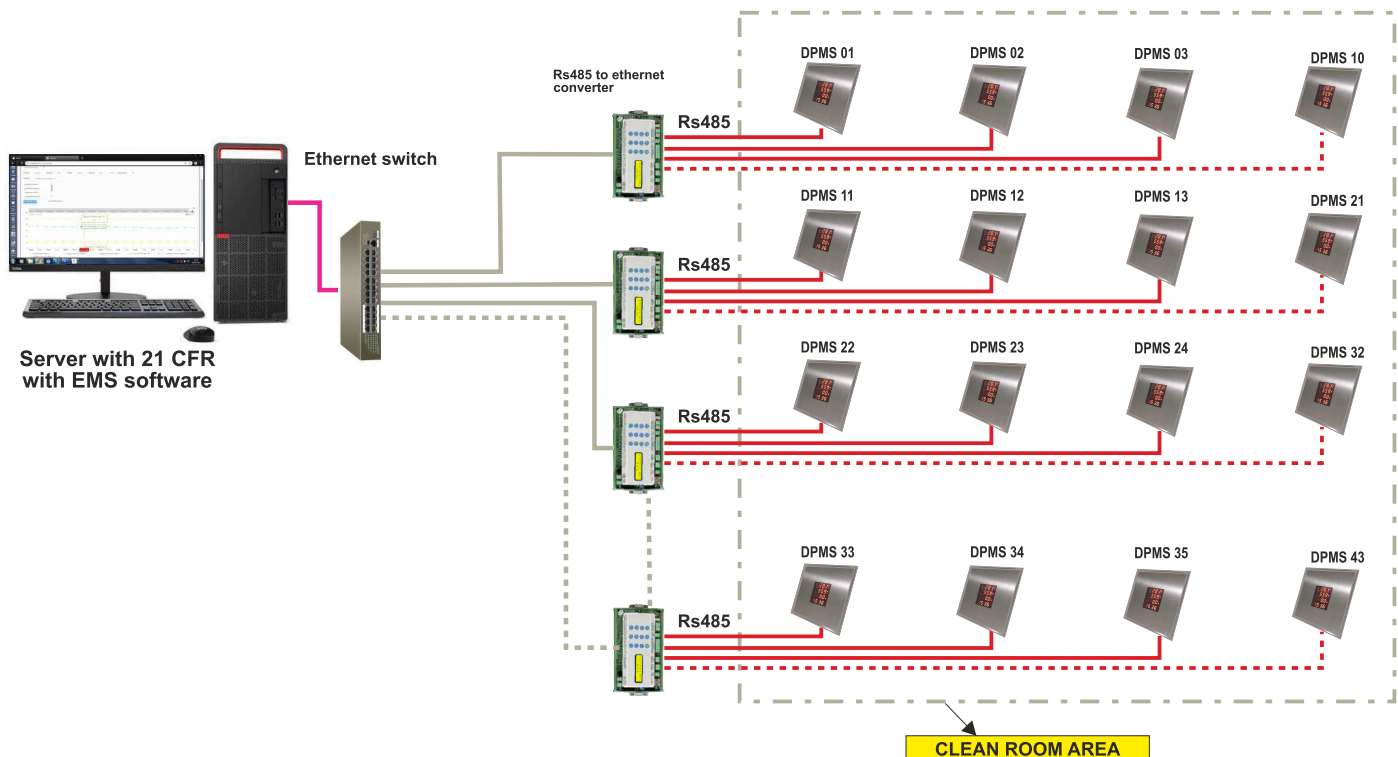 DPMS 01
DPMS 02
DPMS 03
DPMS 10
Rs485 to ethernet
converter
Rs485
Ethernet switch
DPMS 11
DPMS 12
DPMS 13
DPMS 21
Rs485
Server with 21 CFR
with EMS software
DPMS 22
DPMS 23
DPMS 24
DPMS 32
Rs485
DPMS 33
DPMS 34
DPMS 35
DPMS 43
Rs485
CLEAN ROOM AREA